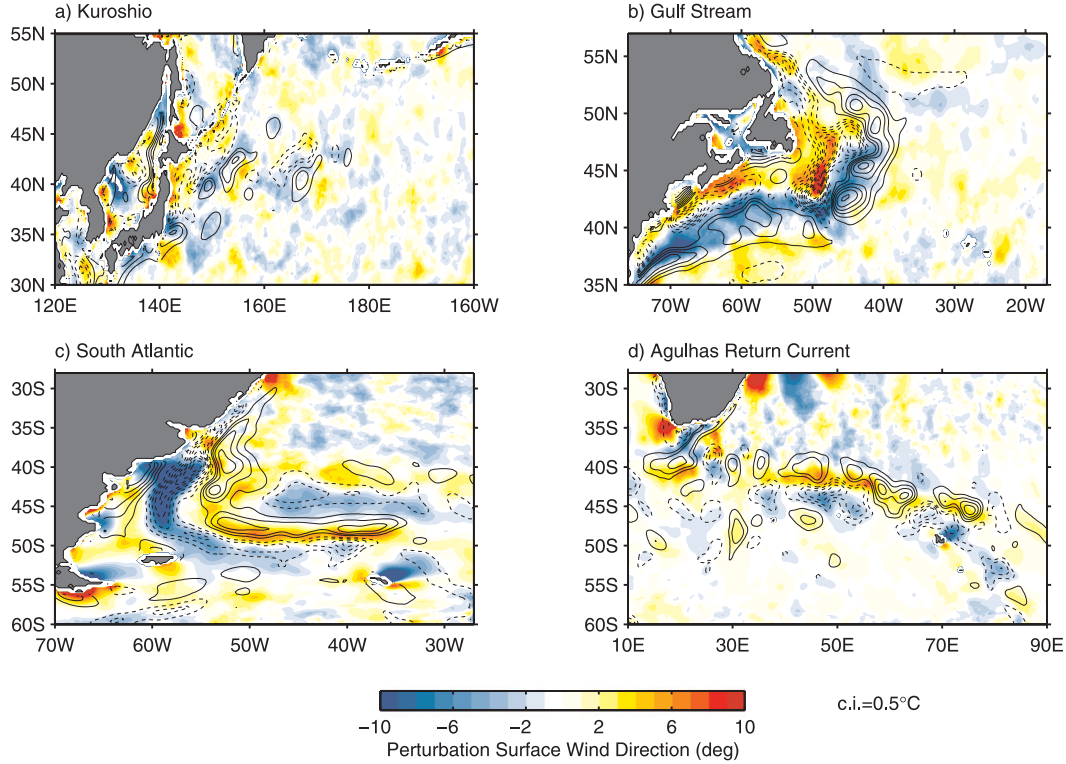 a) Kuroshio
55N
50N
45N
40N
35N
30N
120E 140E 160E 180E 160W
b) Gulf Stream
55N
50N
45N
40N
35N
70W 60W 50W 40W 30W 20W
c) South Atlantic
30S
35S
40S
45S
50S
55S
60S
70W 60W 50W 40W 30W
d) Agulhas Return Current
30S
35S
40S
45S
50S
55S
60S
10E 30E 50E 70E 90E
−10 −6 −2 2 6 10
Perturbation Surface Wind Direction (deg)
c.i.=0.5°C